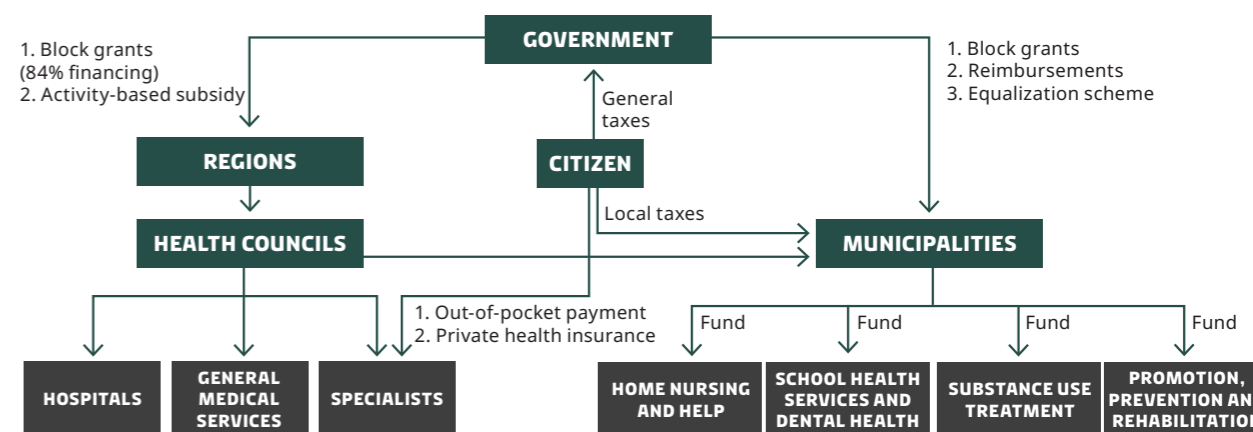 GOVERNMENT
1. Block grants
(84% financing)
2. Activity-based subsidy
1. Block grants
2. Reimbursements
3. Equalization scheme
General
taxes
REGIONS
CITIZEN
Local taxes
HEALTH COUNCILS
MUNICIPALITIES
1. Out-of-pocket payment
2. Private health insurance
Fund
Fund
Fund
Fund
HOSPITALS
GENERAL
MEDICAL
SERVICES
SPECIALISTS
HOME NURSING
AND HELP
SCHOOL HEALTH
SERVICES AND
DENTAL HEALTH
SUBSTANCE USE
TREATMENT
PROMOTION,
PREVENTION AN
REHABILITATION